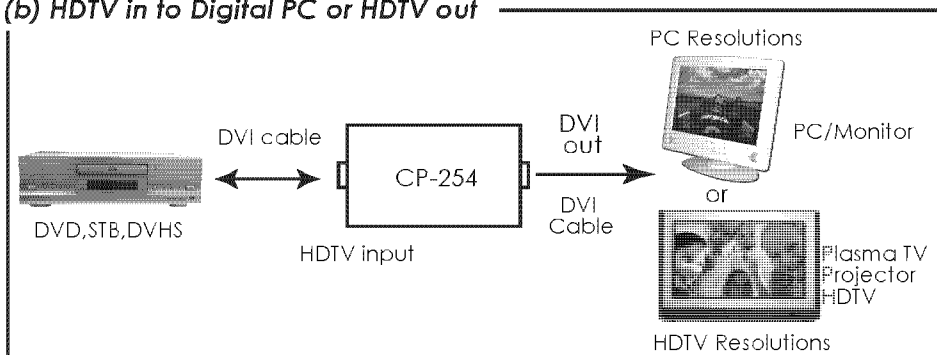 (b) HDTV in to Digital PC or HDTV out
PC Resolutions
DVI cable
DVI
out
PC/Monitor
CP-254
DVD,STB,DVHS
DVI
Cable
or
HDTV input
Plasma TV
Projector
HDTV
HDTV Resolutions